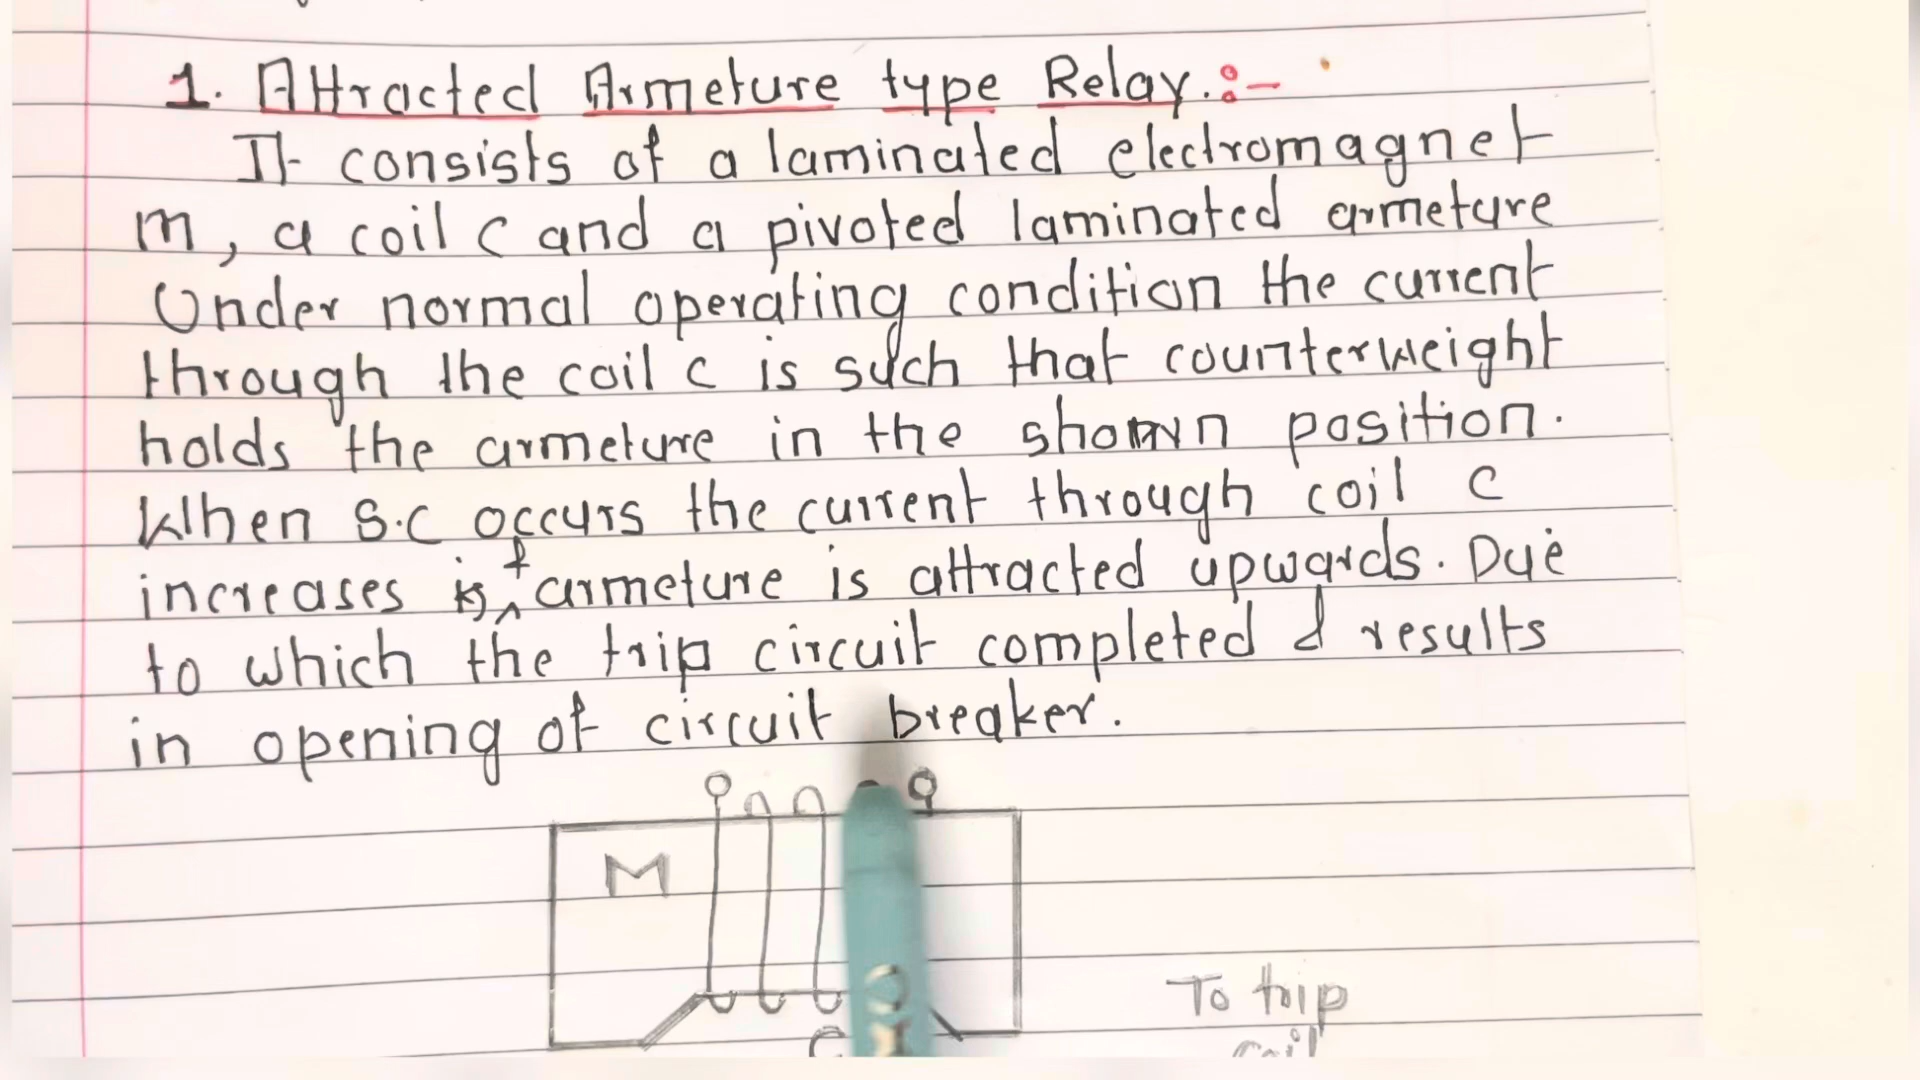 1. Attracted Armeture type Relay.:-
It consists of a laminated electromagnet
m, a coil c and a pivoted laminated armeture
Under normal operating condition the current
through the coil c is such that counterweight
holds the armeture in the shown position.
When S.C occurs the current through coil c
increases is, & armeture is attracted upwards. Due
to which the trip circuit completed & results
in opening of circuit breaker.
M
C
To trip
coil